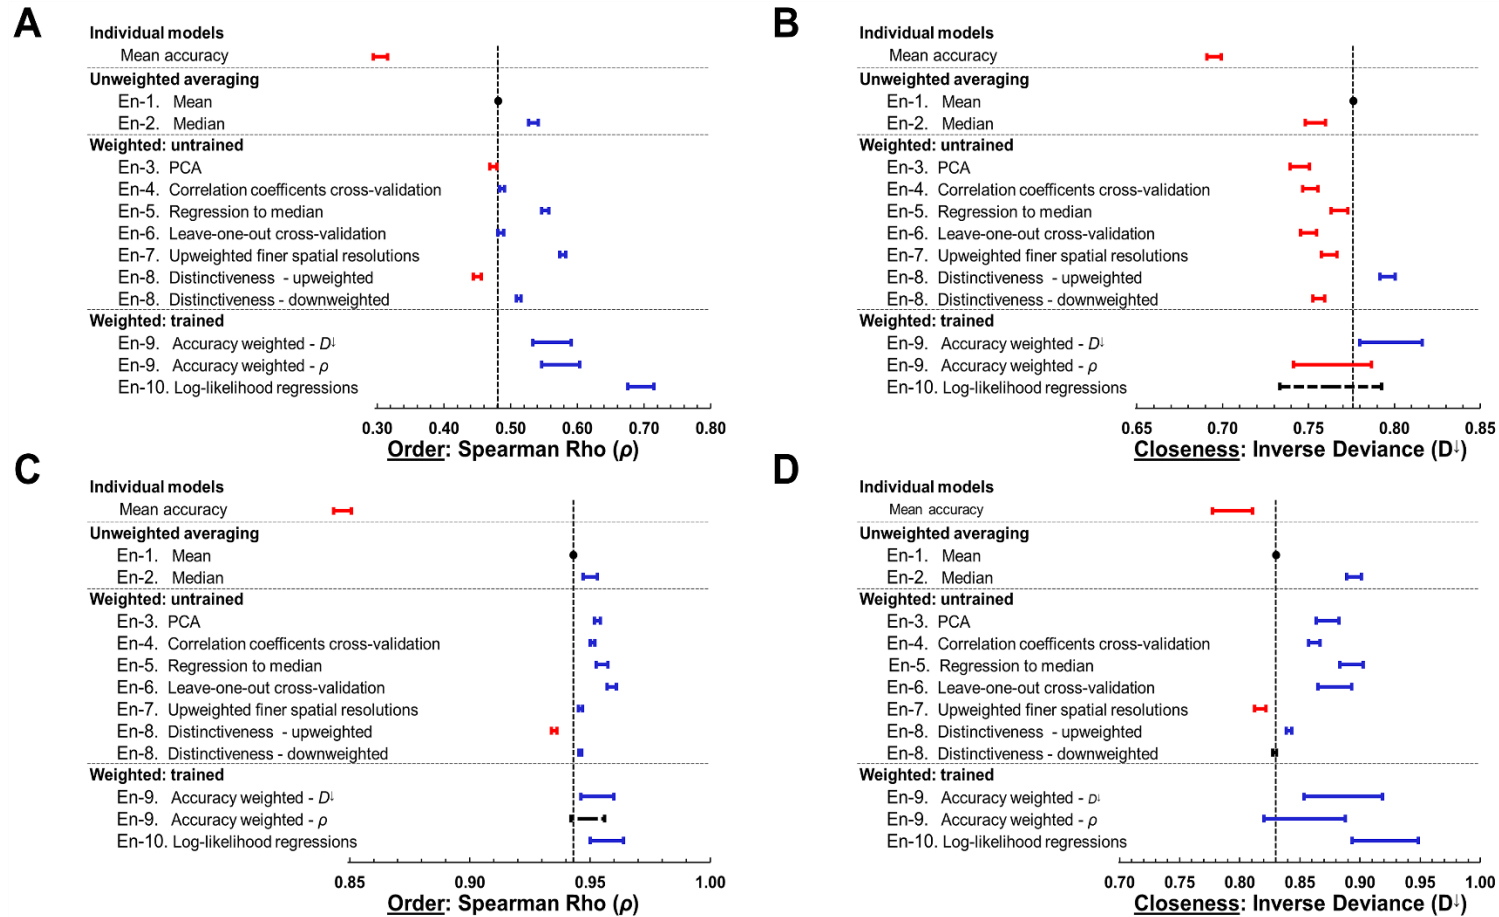 A
Individual models
Mean accuracy
Unweighted averaging
En-1. Mean
En-2. Median
Weighted: untrained
En-3. PCA
En-4. Correlation coefficents cross-validation
En-5. Regression to median
En-6. Leave-one-out cross-validation
En-7. Upweighted finer spatial resolutions
En-8. Distinctiveness - upweighted
En-8. Distinctiveness - downweighted
Weighted: trained
En-9. Accuracy weighted - D↓
En-9. Accuracy weighted - ρ
En-10. Log-likelihood regressions
0.30 0.40 0.50 0.60 0.70 0.80
Order: Spearman Rho (ρ)
B
Individual models
Mean accuracy
Unweighted averaging
En-1. Mean
En-2. Median
Weighted: untrained
En-3. PCA
En-4. Correlation coefficents cross-validation
En-5. Regression to median
En-6. Leave-one-out cross-validation
En-7. Upweighted finer spatial resolutions
En-8. Distinctiveness - upweighted
En-8. Distinctiveness - downweighted
Weighted: trained
En-9. Accuracy weighted - D↓
En-9. Accuracy weighted - ρ
En-10. Log-likelihood regressions
0.65 0.70 0.75 0.80 0.85
Closeness: Inverse Deviance (D↓)
C
Individual models
Mean accuracy
Unweighted averaging
En-1. Mean
En-2. Median
Weighted: untrained
En-3. PCA
En-4. Correlation coefficents cross-validation
En-5. Regression to median
En-6. Leave-one-out cross-validation
En-7. Upweighted finer spatial resolutions
En-8. Distinctiveness - upweighted
En-8. Distinctiveness - downweighted
Weighted: trained
En-9. Accuracy weighted - D↓
En-9. Accuracy weighted - ρ
En-10. Log-likelihood regressions
0.85 0.90 0.95 1.00
Order: Spearman Rho (ρ)
D
Individual models
Mean accuracy
Unweighted averaging
En-1. Mean
En-2. Median
Weighted: untrained
En-3. PCA
En-4. Correlation coefficents cross-validation
En-5. Regression to median
En-6. Leave-one-out cross-validation
En-7. Upweighted finer spatial resolutions
En-8. Distinctiveness - upweighted
En-8. Distinctiveness - downweighted
Weighted: trained
En-9. Accuracy weighted - D↓
En-9. Accuracy weighted - ρ
En-10. Log-likelihood regressions
0.70 0.75 0.80 0.85 0.90 0.95 1.00
Closeness: Inverse Deviance (D↓)